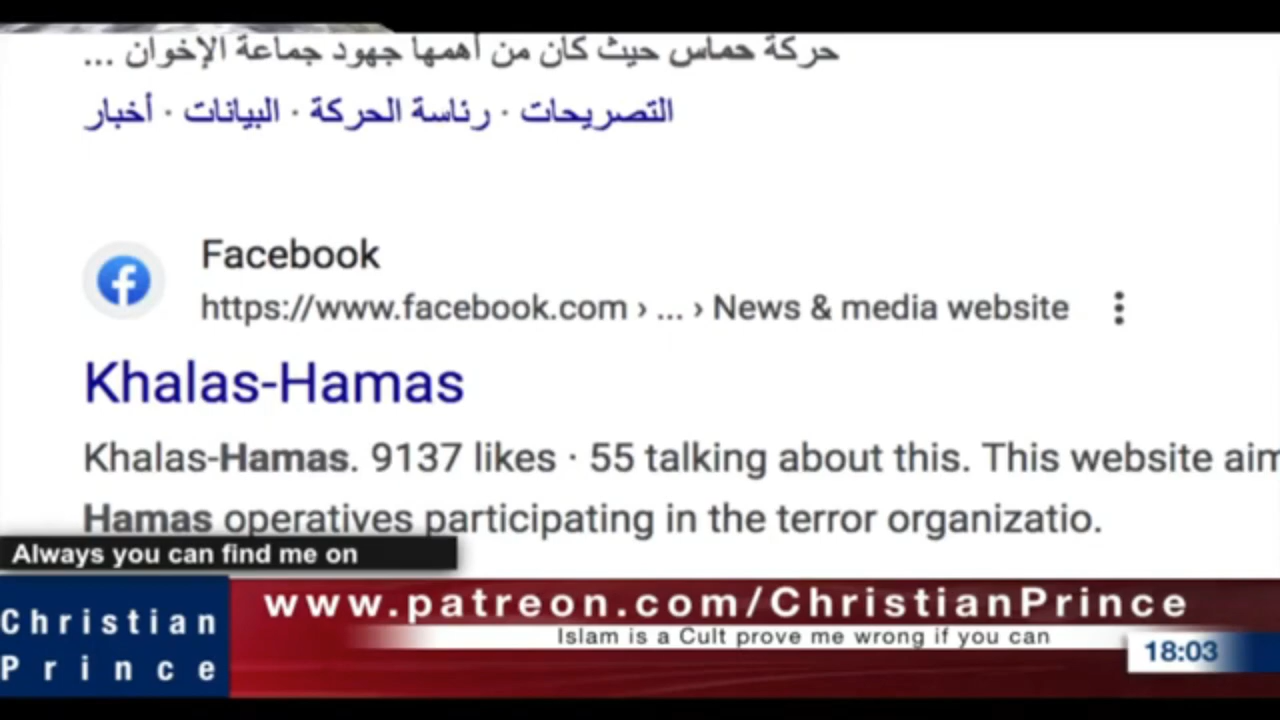 حركة حماس حيث كان من أهمها جهود جماعة الإخوان ...
التصريحات · رئاسة الحركة · البيانات · أخبار
Facebook
https://www.facebook.com › ... › News & media website
Khalas-Hamas
Khalas-Hamas. 9137 likes · 55 talking about this. This website aim
Hamas operatives participating in the terror organizatio.
Always you can find me on
Christian
Prince
www.patreon.com/ChristianPrince
Islam is a Cult prove me wrong if you can
18:03